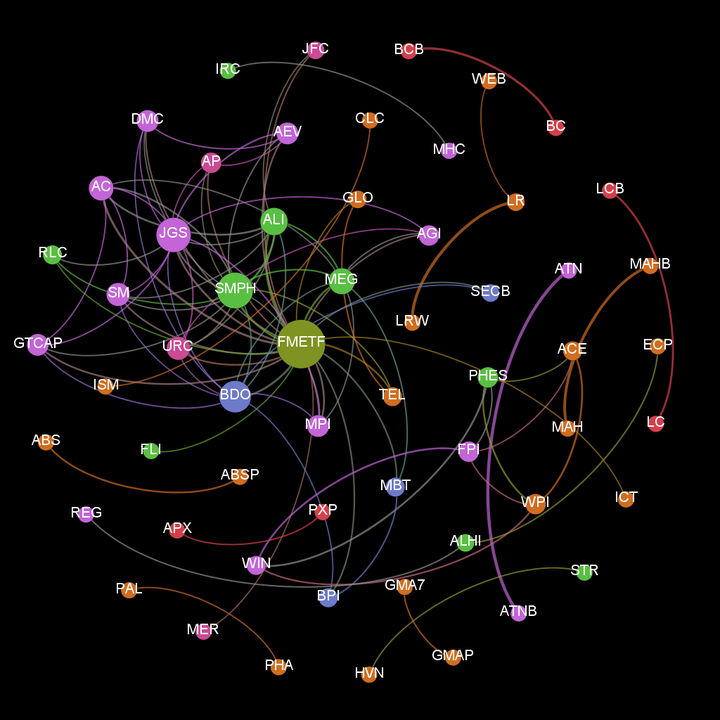 JFC
BCB
IRC
WEB
DMC
CLC
BC
AEV
MHC
AP
AC
LCB
GLO
LR
ALI
JGS
AGI
RLC
MAHB
ATN
MEG
SMPH
SM
SECB
LRW
FMETF
GTCAP
URC
ECP
ACE
PHES
ISM
BDO
TEL
LC
MPI
MAH
ABS
FLI
FPI
ABSP
MBT
ICT
WPI
REG
PXP
APX
ALHI
WIN
STR
GMA7
PAL
BPI
ATNB
MER
GMAP
PHA
HVN